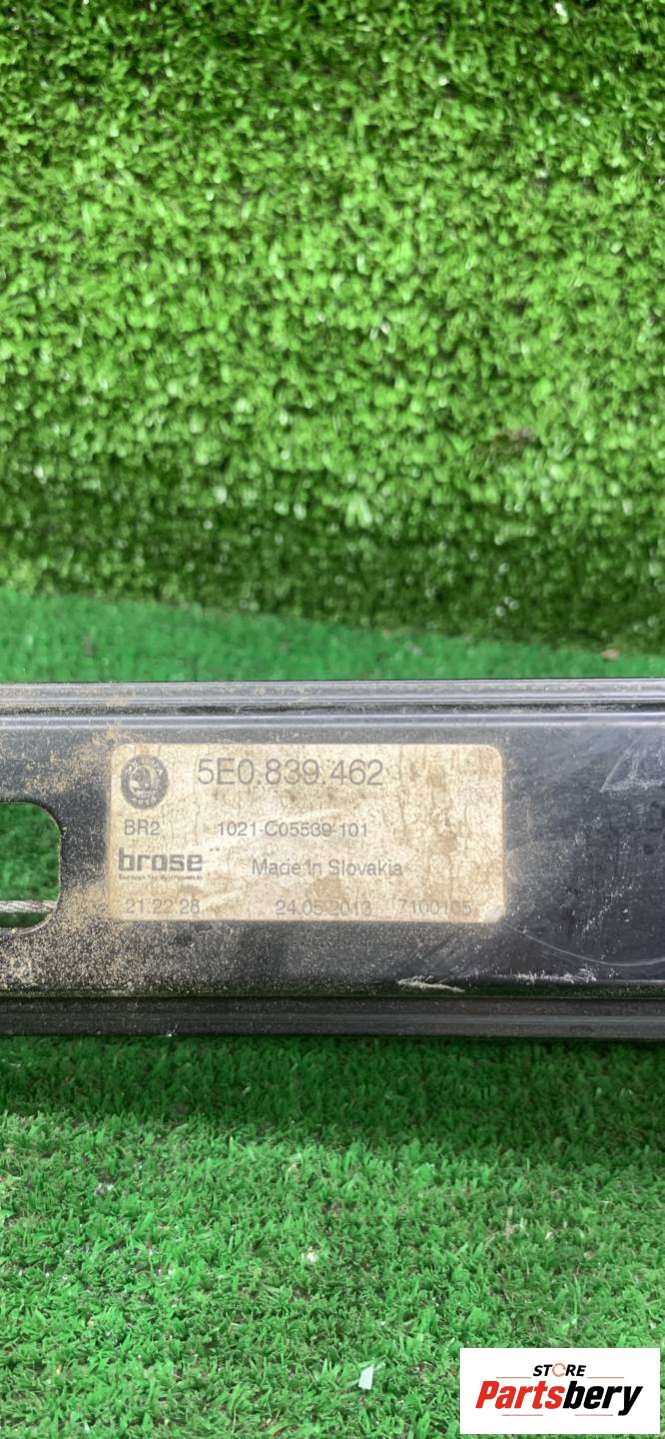 5E0.839.462
BR2 1021-C05539-101
brose Made in Slovakia
21:22:26 24.05.2013 7100105
STORE
Partsbery